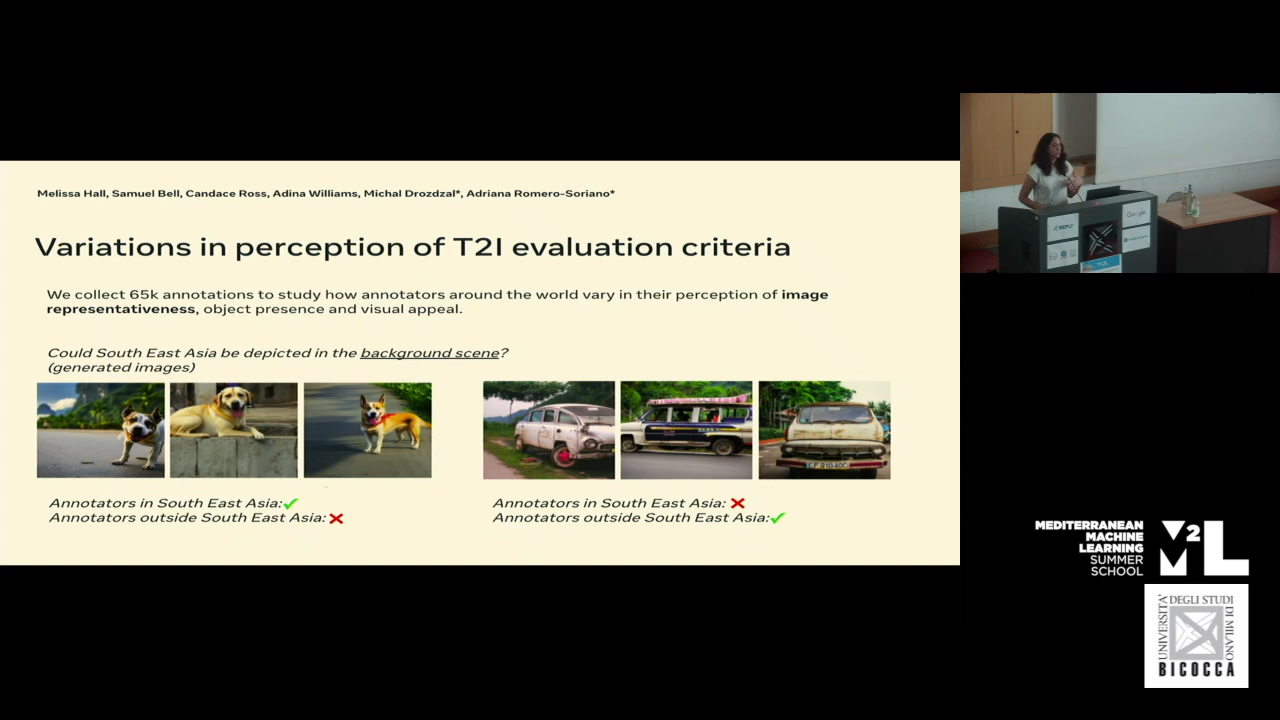 Melissa Hall, Samuel Bell, Candace Ross, Adina Williams, Michal Drozdzal*, Adriana Romero-Soriano*
Variations in perception of T2I evaluation criteria
We collect 65k annotations to study how annotators around the world vary in their perception of image
representativeness, object presence and visual appeal.
Could South East Asia be depicted in the background scene?
(generated images)
Annotators in South East Asia:
Annotators outside South East Asia:
Annotators in South East Asia:
Annotators outside South East Asia:
Google
MEDITERRANEAN
MACHINE
LEARNING
SUMMER
SCHOOL
M2L
UNIVERSITÀ
DEGLI STUDI
DI MILANO
BICOCCA